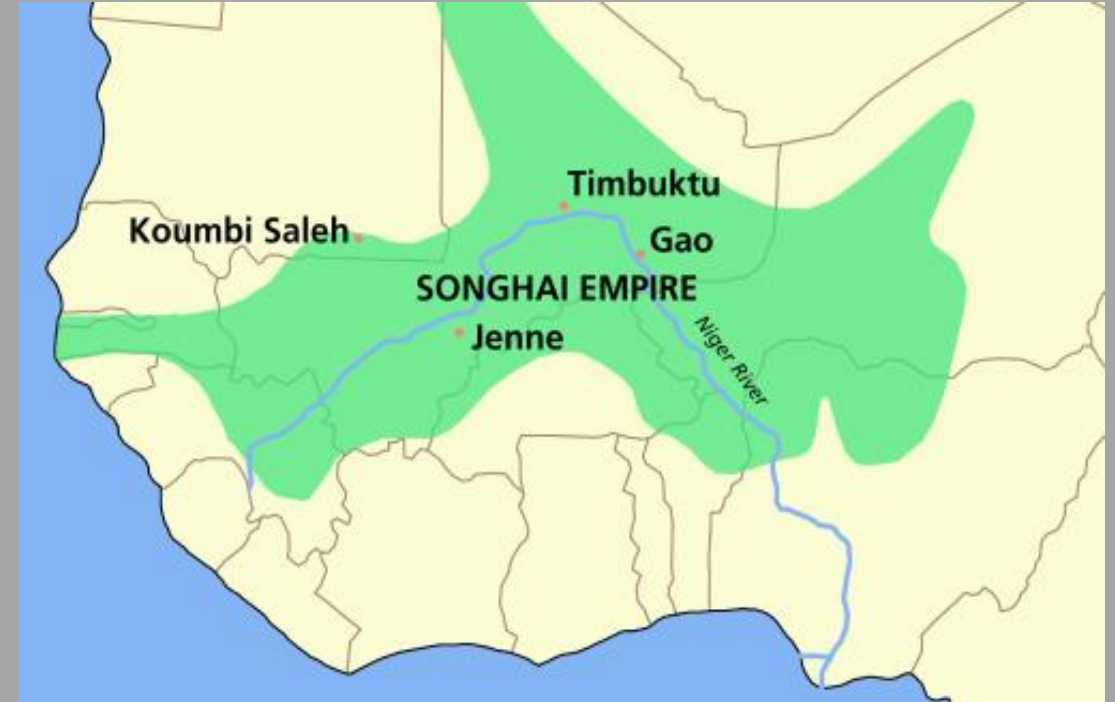 Timbuktu
Koumbi Saleh
Gao
SONGHAI EMPIRE
Jenne
Niger River